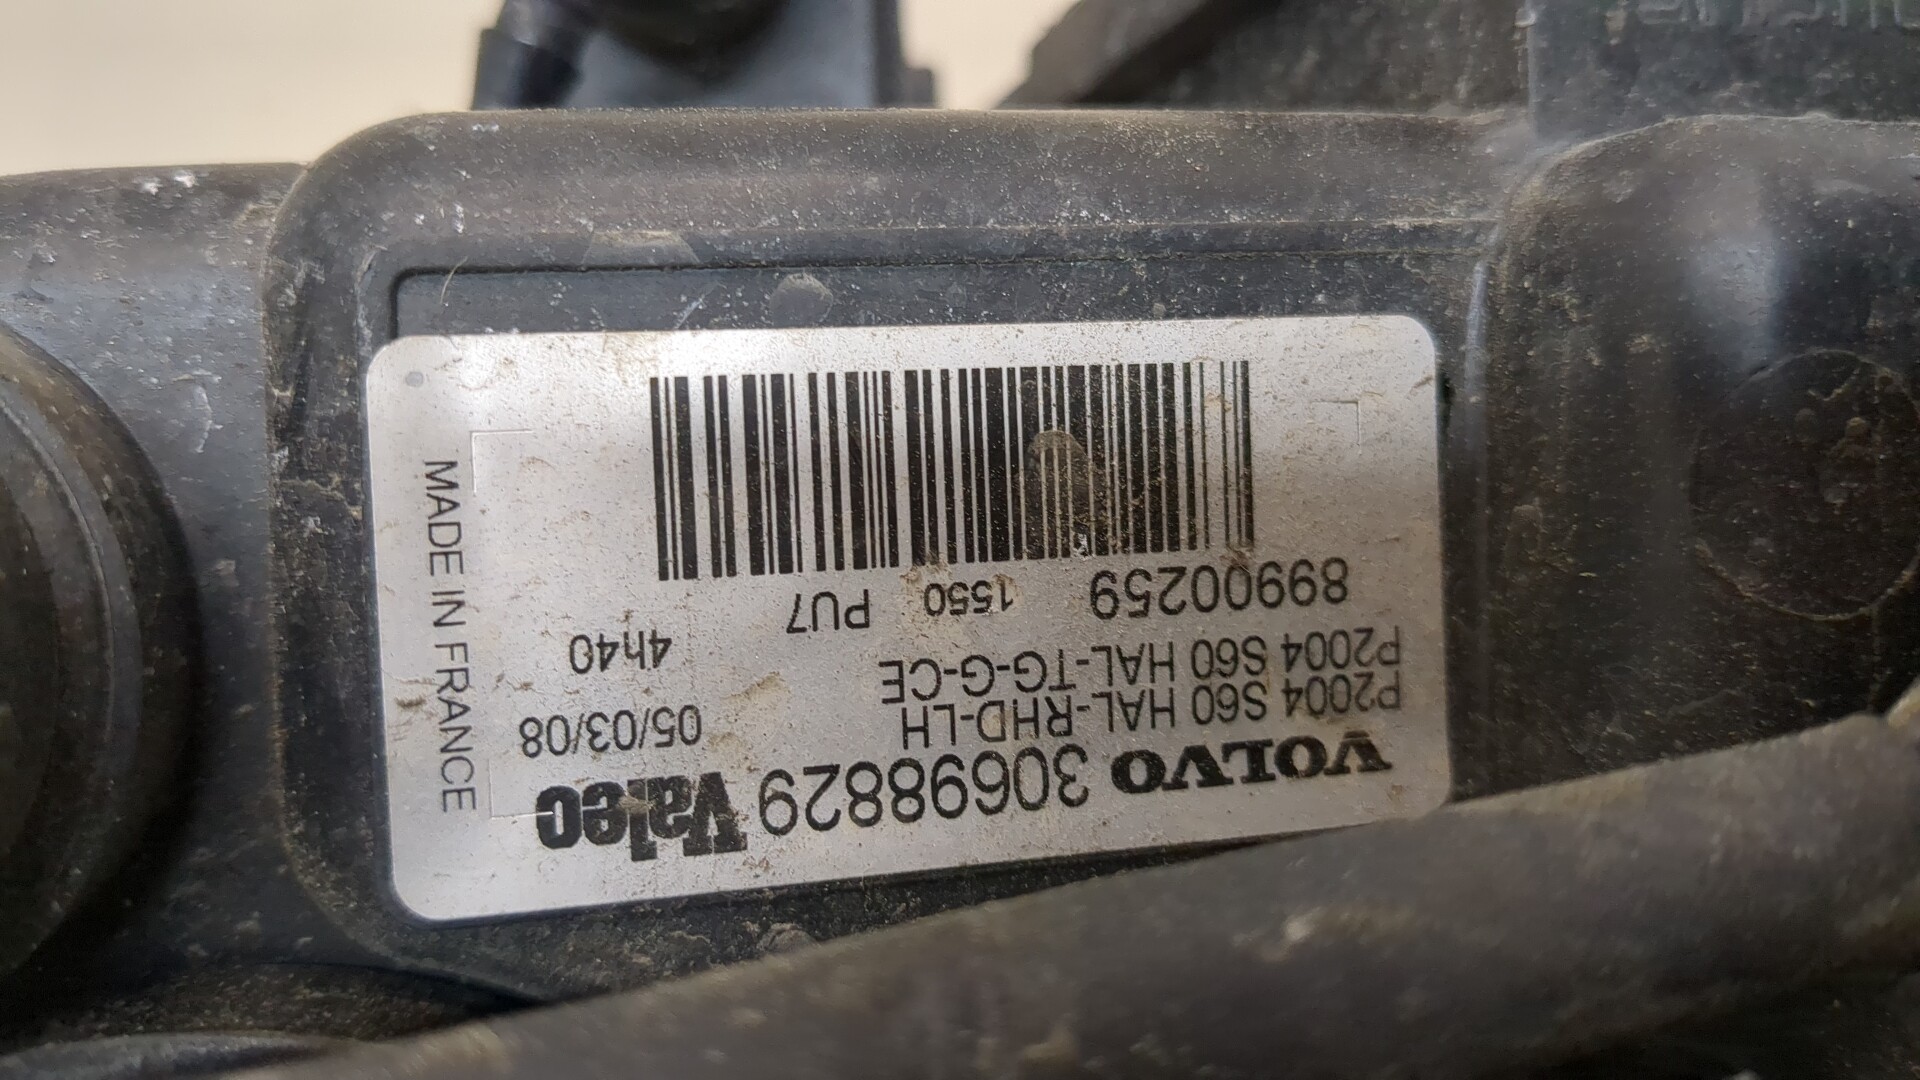 VOLVO 30698829 Valeo
P2004 S60 HAL-RHD-LH 05/03/08
P2004 S60 HAL-TG-G-CE 4h40
89900259 1550 PU7
MADE IN FRANCE